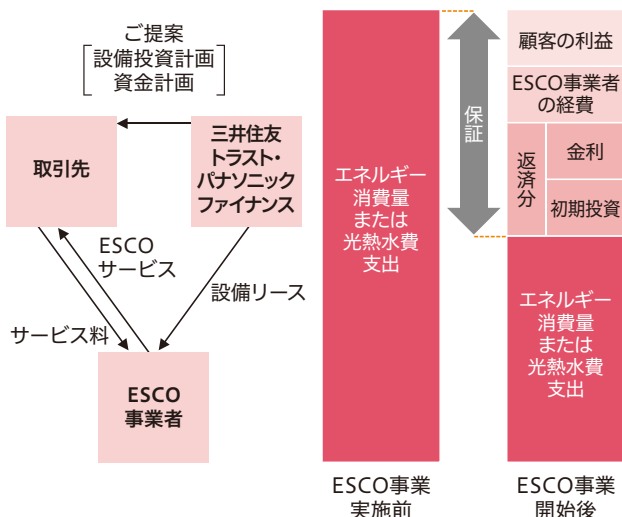 ご提案
設備投資計画
資金計画
取引先
三井住友
トラスト・
パナソニック
ファイナンス
ESCO
サービス
設備リース
サービス料
ESCO
事業者
エネルギー
消費量
または
光熱水費
支出
ESCO事業
実施前
保証
顧客の利益
ESCO事業者
の経費
返済分
金利
初期投資
エネルギー
消費量
または
光熱水費
支出
ESCO事業
開始後